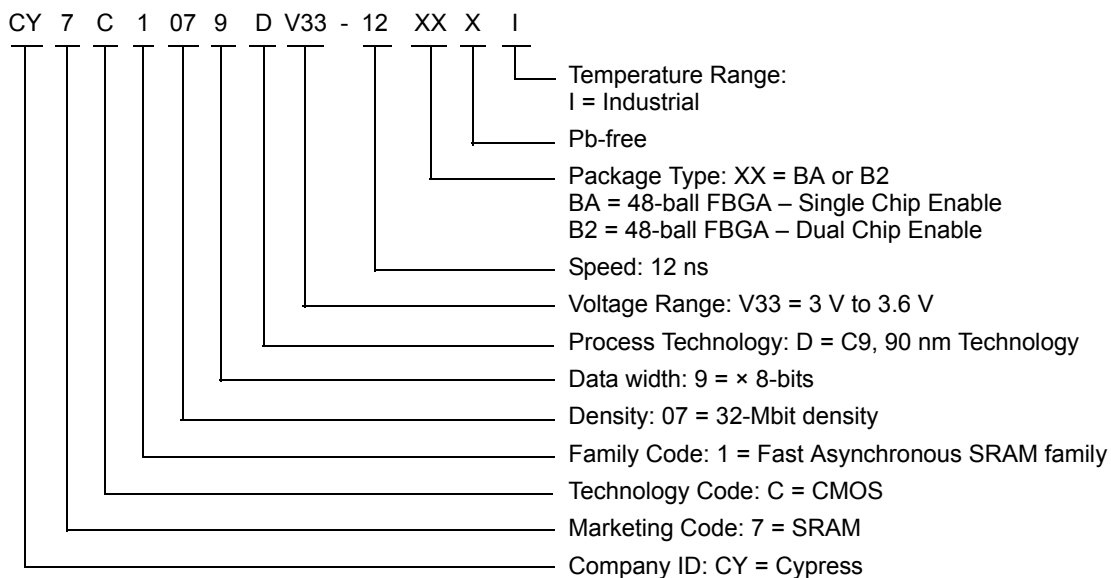 CY 7 C 1 07 9 D V33 - 12 XX X I
Temperature Range:
I = Industrial
Pb-free
Package Type: XX = BA or B2
BA = 48-ball FBGA – Single Chip Enable
B2 = 48-ball FBGA – Dual Chip Enable
Speed: 12 ns
Voltage Range: V33 = 3 V to 3.6 V
Process Technology: D = C9, 90 nm Technology
Data width: 9 = × 8-bits
Density: 07 = 32-Mbit density
Family Code: 1 = Fast Asynchronous SRAM family
Technology Code: C = CMOS
Marketing Code: 7 = SRAM
Company ID: CY = Cypress